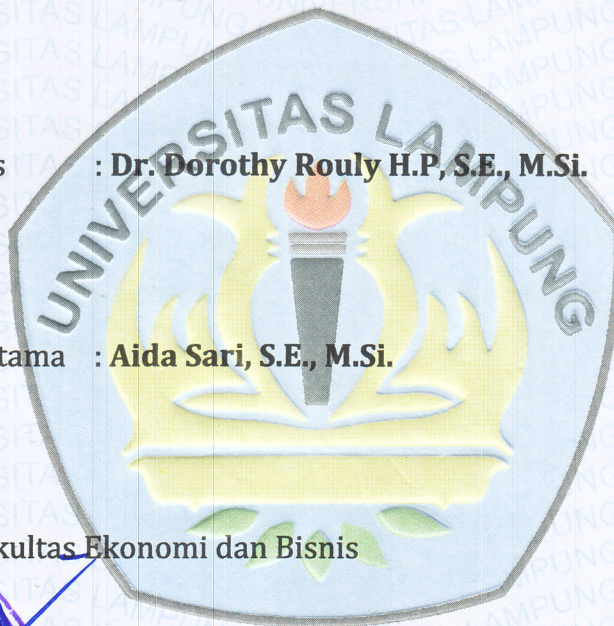 UNIVERSITAS LAMPUNG
s : Dr. Dorothy Rouly H.P, S.E., M.Si.
tama : Aida Sari, S.E., M.Si.
kultas Ekonomi dan Bisnis